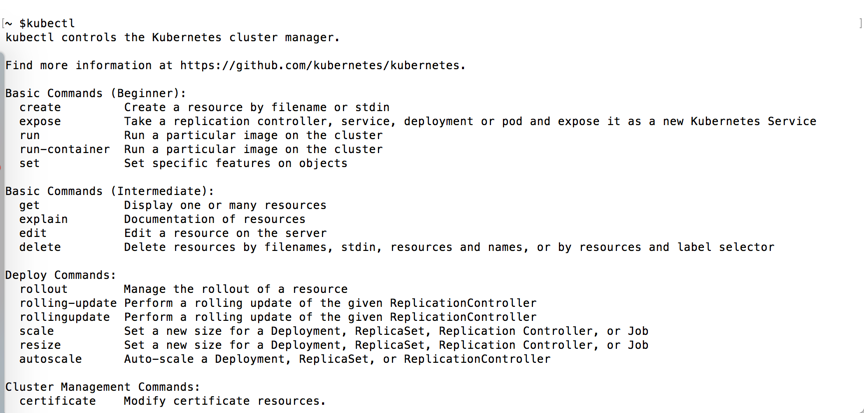 [~ $kubectl ]
kubectl controls the Kubernetes cluster manager.
Find more information at https://github.com/kubernetes/kubernetes.
Basic Commands (Beginner):
create Create a resource by filename or stdin
expose Take a replication controller, service, deployment or pod and expose it as a new Kubernetes Service
run Run a particular image on the cluster
run-container Run a particular image on the cluster
set Set specific features on objects
Basic Commands (Intermediate):
get Display one or many resources
explain Documentation of resources
edit Edit a resource on the server
delete Delete resources by filenames, stdin, resources and names, or by resources and label selector
Deploy Commands:
rollout Manage the rollout of a resource
rolling-update Perform a rolling update of the given ReplicationController
rollingupdate Perform a rolling update of the given ReplicationController
scale Set a new size for a Deployment, ReplicaSet, Replication Controller, or Job
resize Set a new size for a Deployment, ReplicaSet, Replication Controller, or Job
autoscale Auto-scale a Deployment, ReplicaSet, or ReplicationController
Cluster Management Commands:
certificate Modify certificate resources.